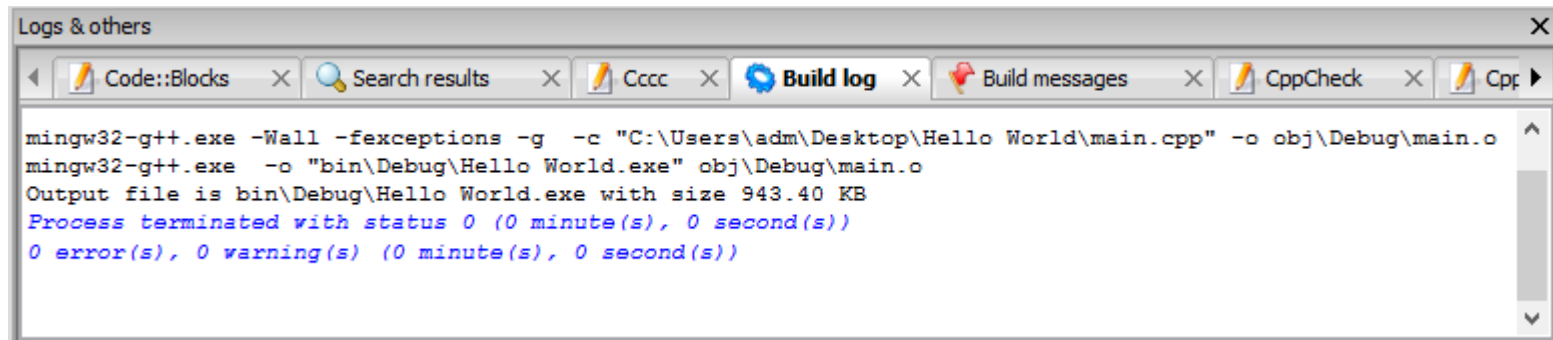 Logs & others
Code::Blocks Search results Cccc Build log Build messages CppCheck Cpp
mingw32-g++.exe -Wall -fexceptions -g  -c "C:\Users\adm\Desktop\Hello World\main.cpp" -o obj\Debug\main.o
mingw32-g++.exe  -o "bin\Debug\Hello World.exe" obj\Debug\main.o
Output file is bin\Debug\Hello World.exe with size 943.40 KB
Process terminated with status 0 (0 minute(s), 0 second(s))
0 error(s), 0 warning(s) (0 minute(s), 0 second(s))